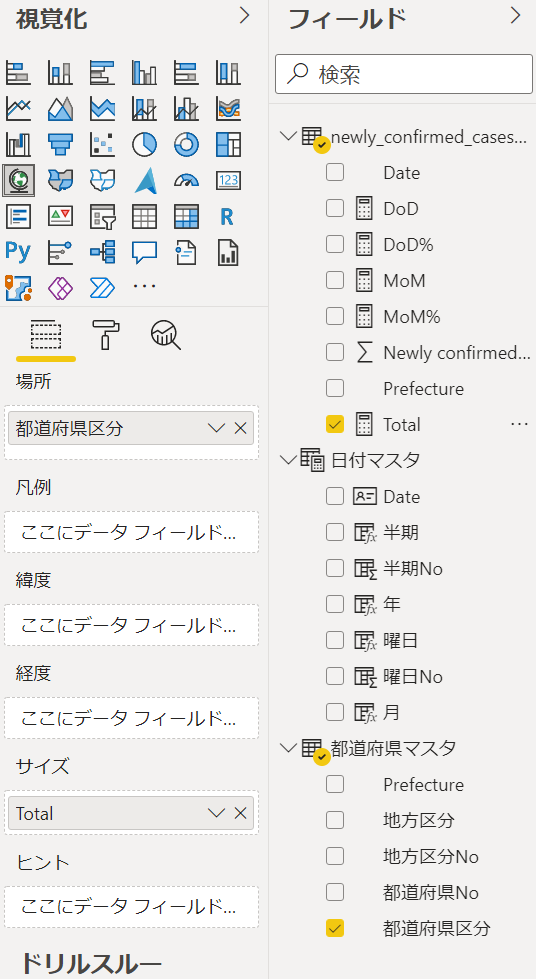 視覚化
123
R
Py
場所
都道府県区分
凡例
ここにデータ フィールド...
緯度
ここにデータ フィールド...
経度
ここにデータ フィールド...
サイズ
Total
ヒント
ここにデータ フィールド...
ドリルスルー
フィールド
検索
newly_confirmed_cases...
Date
DoD
DoD%
MoM
MoM%
Newly confirmed...
Prefecture
Total
日付マスタ
Date
半期
半期No
年
曜日
曜日No
月
都道府県マスタ
Prefecture
地方区分
地方区分No
都道府県No
都道府県区分